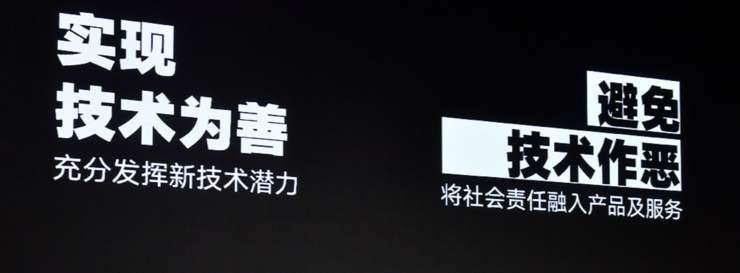 实现
技术为善
充分发挥新技术潜力
避免
技术作恶
将社会责任融入产品及服务